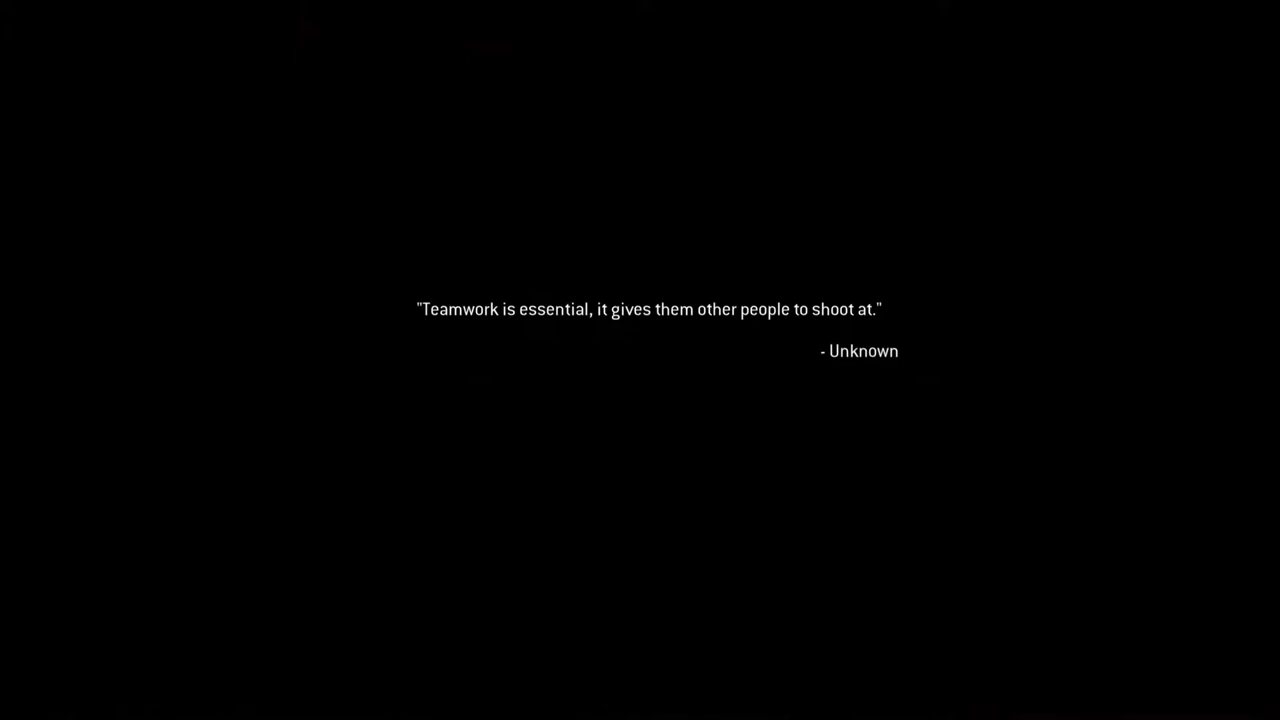 "Teamwork is essential, it gives them other people to shoot at."
- Unknown